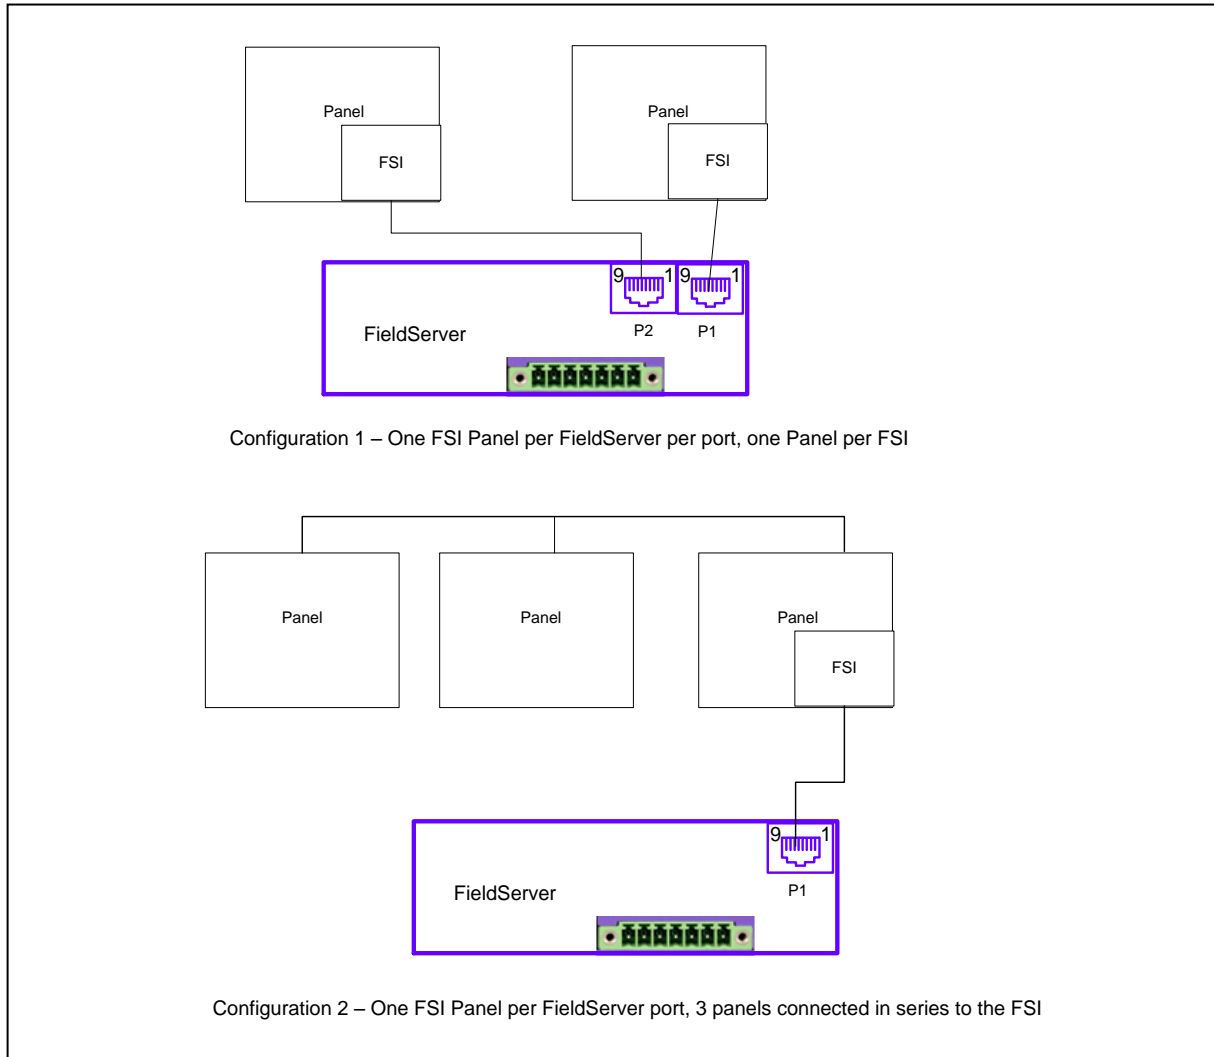 Panel
FSI
Panel
FSI
9 1
9 1
P2
P1
FieldServer
Configuration 1 – One FSI Panel per FieldServer per port, one Panel per FSI
Panel
Panel
Panel
FSI
9 1
P1
FieldServer
Configuration 2 – One FSI Panel per FieldServer port, 3 panels connected in series to the FSI